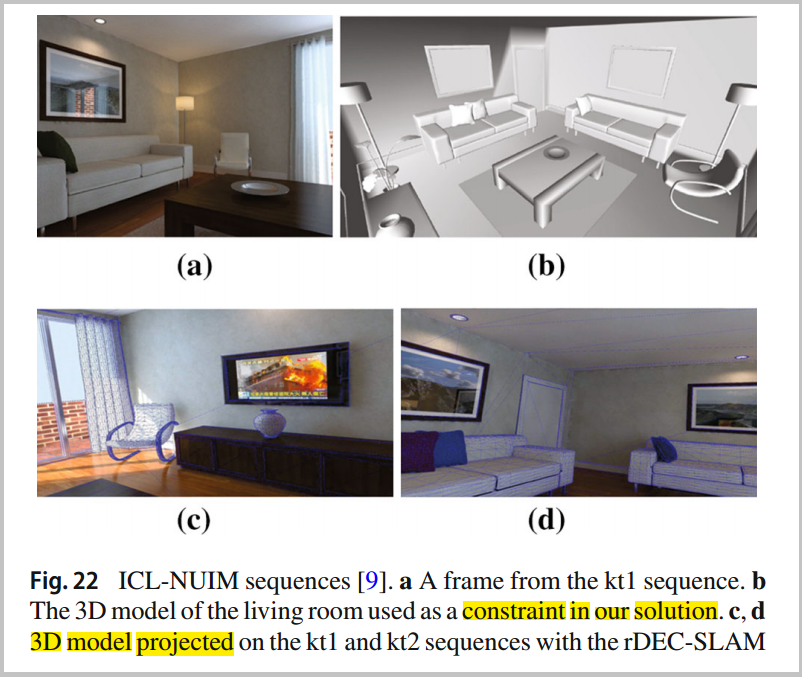 (a)
(b)
(c)
(d)
Fig. 22 ICL-NUIM sequences [9]. a A frame from the kt1 sequence. b
The 3D model of the living room used as a constraint in our solution. c, d
3D model projected on the kt1 and kt2 sequences with the rDEC-SLAM